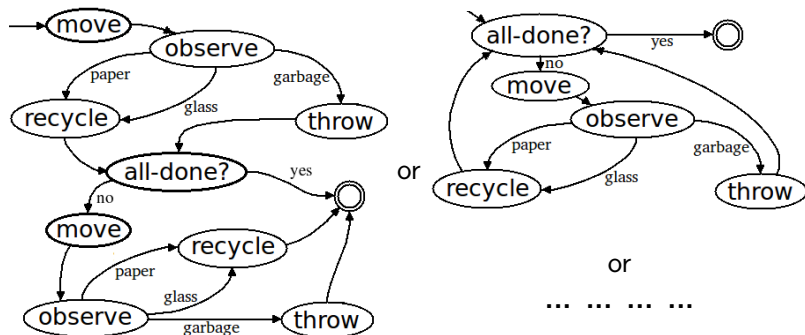 move
observe
paper
glass
garbage
recycle
throw
all-done?
yes
no
move
recycle
paper
glass
observe
garbage
throw
or
all-done?
yes
no
move
observe
paper
glass
garbage
recycle
throw
or
... ... ... ...